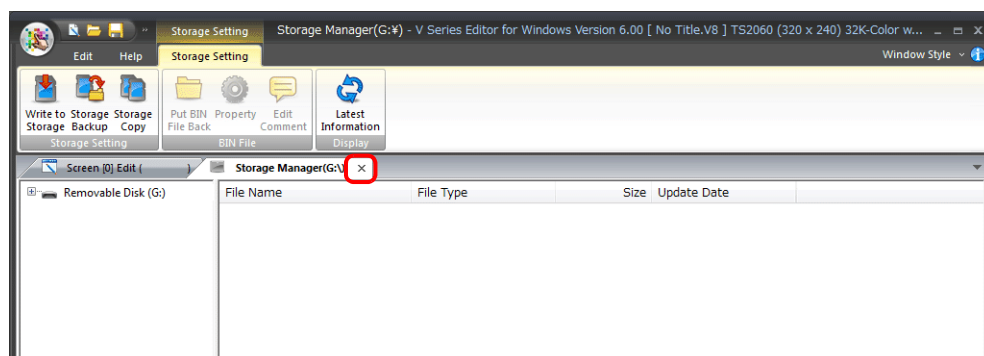 Storage Setting Storage Manager(G:¥) - V Series Editor for Windows Version 6.00 [ No Title.V8 ] TS2060 (320 x 240) 32K-Color w...
Edit Help Storage Setting Window Style
Write to Storage Storage Put BIN Property Edit Latest
Storage Backup Copy File Back Comment Information
Storage Setting BIN File Display
Screen [0] Edit ( ) Storage Manager(G:\)
Removable Disk (G:) File Name File Type Size Update Date